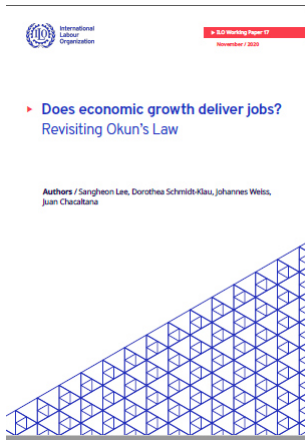 International
Labour
Organization
▸ ILO Working Paper 17
November / 2020
▸ Does economic growth deliver jobs?
Revisiting Okun's Law
Authors / Sangheon Lee, Dorothea Schmidt-Klau, Johannes Weiss,
Juan Chacaltana